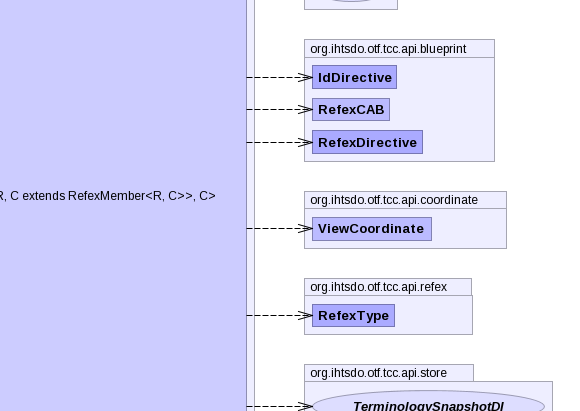 org.ihtsdo.otf.tcc.api.blueprint
IdDirective
RefexCAB
RefexDirective
R, C extends RefexMember<R, C>>, C>
org.ihtsdo.otf.tcc.api.coordinate
ViewCoordinate
org.ihtsdo.otf.tcc.api.refex
RefexType
org.ihtsdo.otf.tcc.api.store
TerminologySnapshotDI